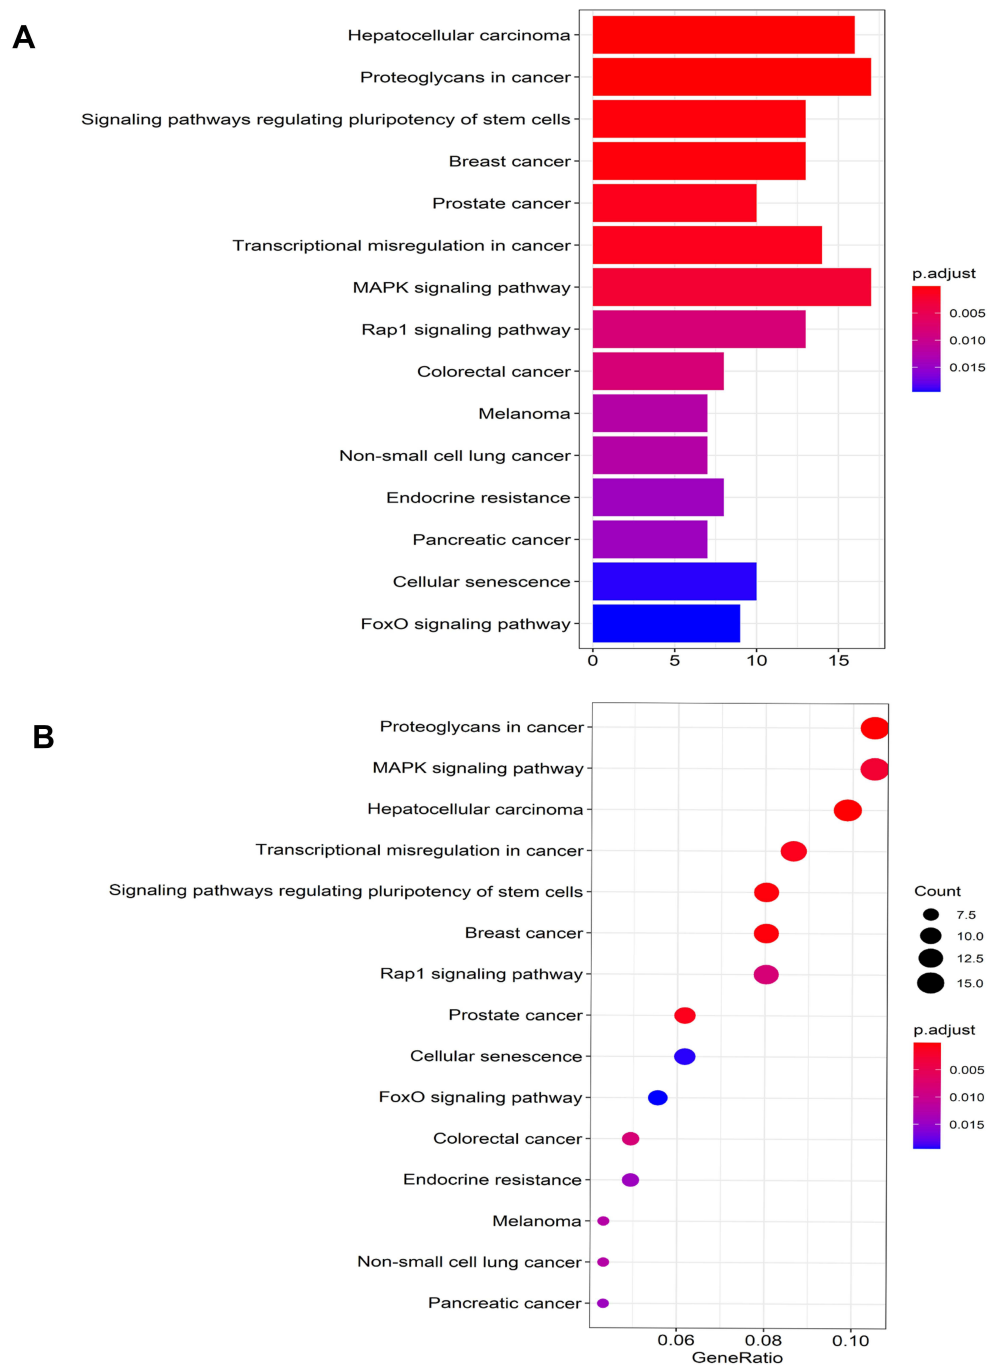 A
Hepatocellular carcinoma
Proteoglycans in cancer
Signaling pathways regulating pluripotency of stem cells
Breast cancer
Prostate cancer
Transcriptional misregulation in cancer
MAPK signaling pathway
Rap1 signaling pathway
Colorectal cancer
Melanoma
Non-small cell lung cancer
Endocrine resistance
Pancreatic cancer
Cellular senescence
FoxO signaling pathway
0 5 10 15
p.adjust
0.005
0.010
0.015
B
Proteoglycans in cancer
MAPK signaling pathway
Hepatocellular carcinoma
Transcriptional misregulation in cancer
Signaling pathways regulating pluripotency of stem cells
Breast cancer
Rap1 signaling pathway
Prostate cancer
Cellular senescence
FoxO signaling pathway
Colorectal cancer
Endocrine resistance
Melanoma
Non-small cell lung cancer
Pancreatic cancer
0.06 0.08 0.10
GeneRatio
Count
7.5
10.0
12.5
15.0
p.adjust
0.005
0.010
0.015